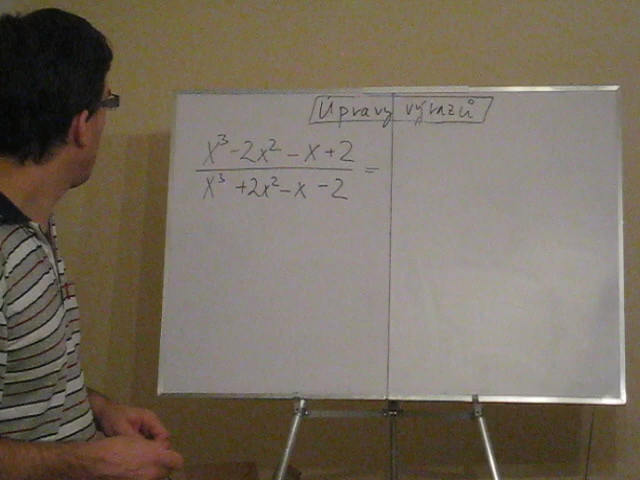 Úpravy výrazů
x³-2x²-x+2
x³+2x²-x-2 =